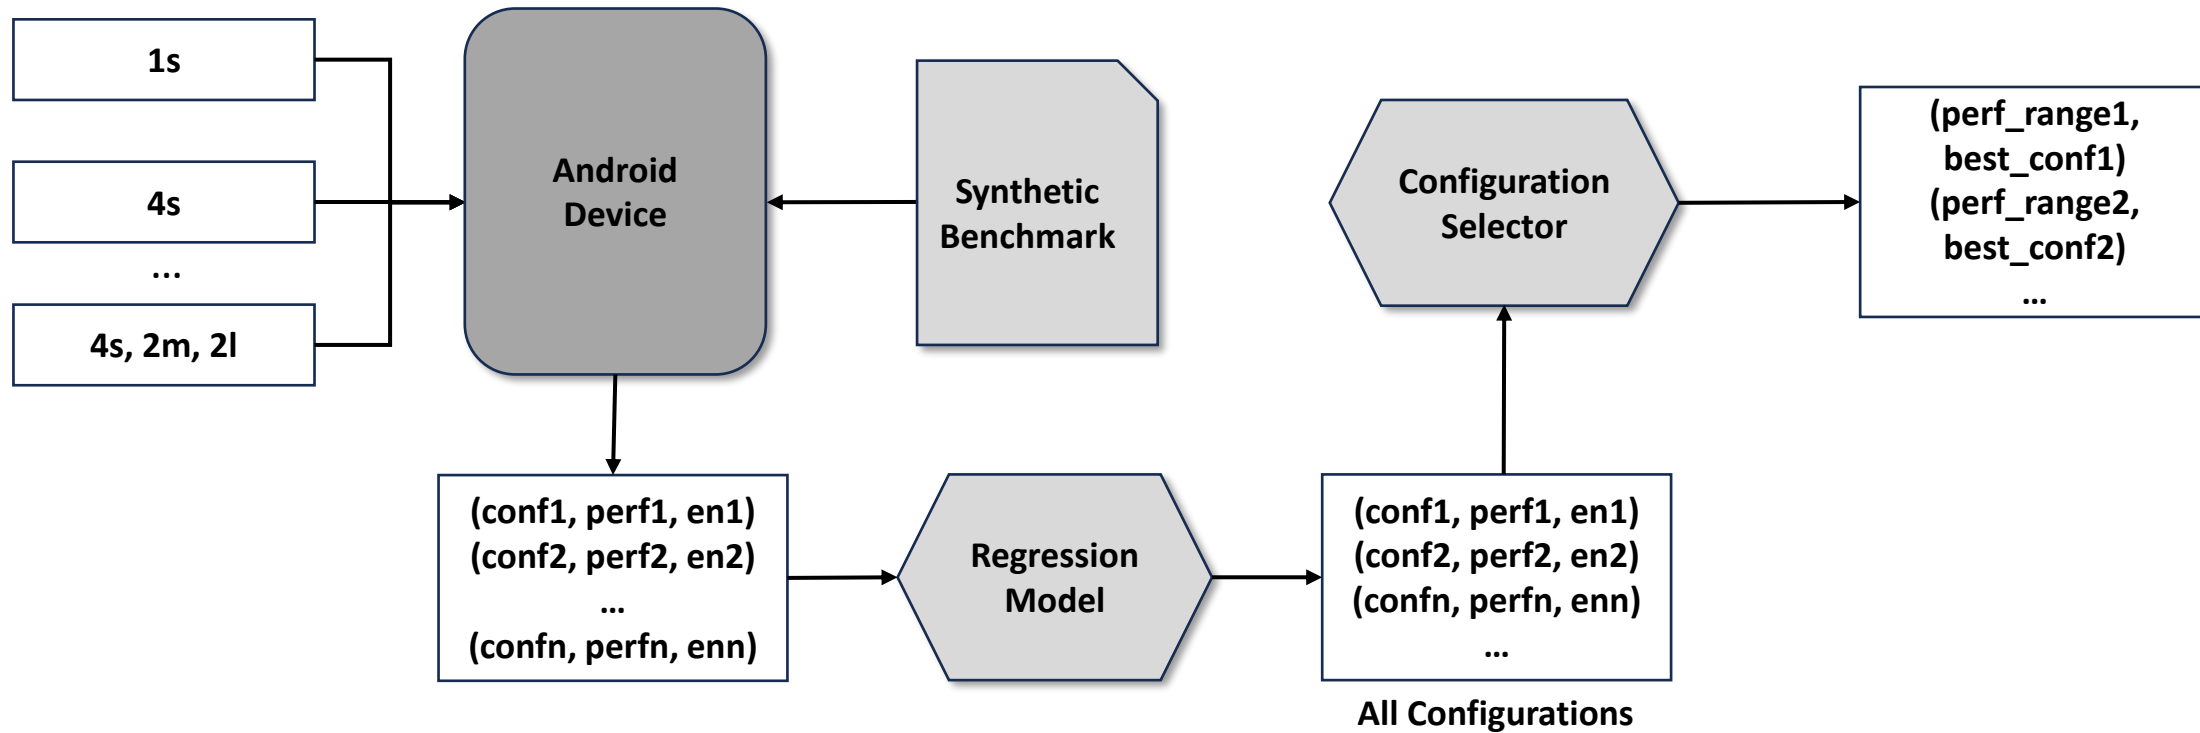 1s
4s
...
4s, 2m, 2l
Android
Device
Synthetic
Benchmark
Configuration
Selector
(perf_range1,
best_conf1)
(perf_range2,
best_conf2)
...
(conf1, perf1, en1)
(conf2, perf2, en2)
...
(confn, perfn, enn)
Regression
Model
(conf1, perf1, en1)
(conf2, perf2, en2)
(confn, perfn, enn)
...
All Configurations